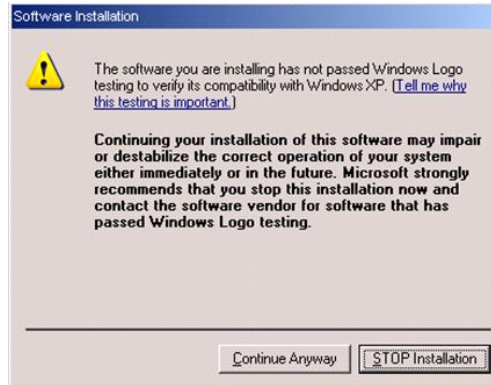 Software Installation
The software you are installing has not passed Windows Logo
testing to verify its compatibility with Windows XP. (Tell me why
this testing is important.)
Continuing your installation of this software may impair
or destabilize the correct operation of your system
either immediately or in the future. Microsoft strongly
recommends that you stop this installation now and
contact the software vendor for software that has
passed Windows Logo testing.
Continue Anyway STOP Installation